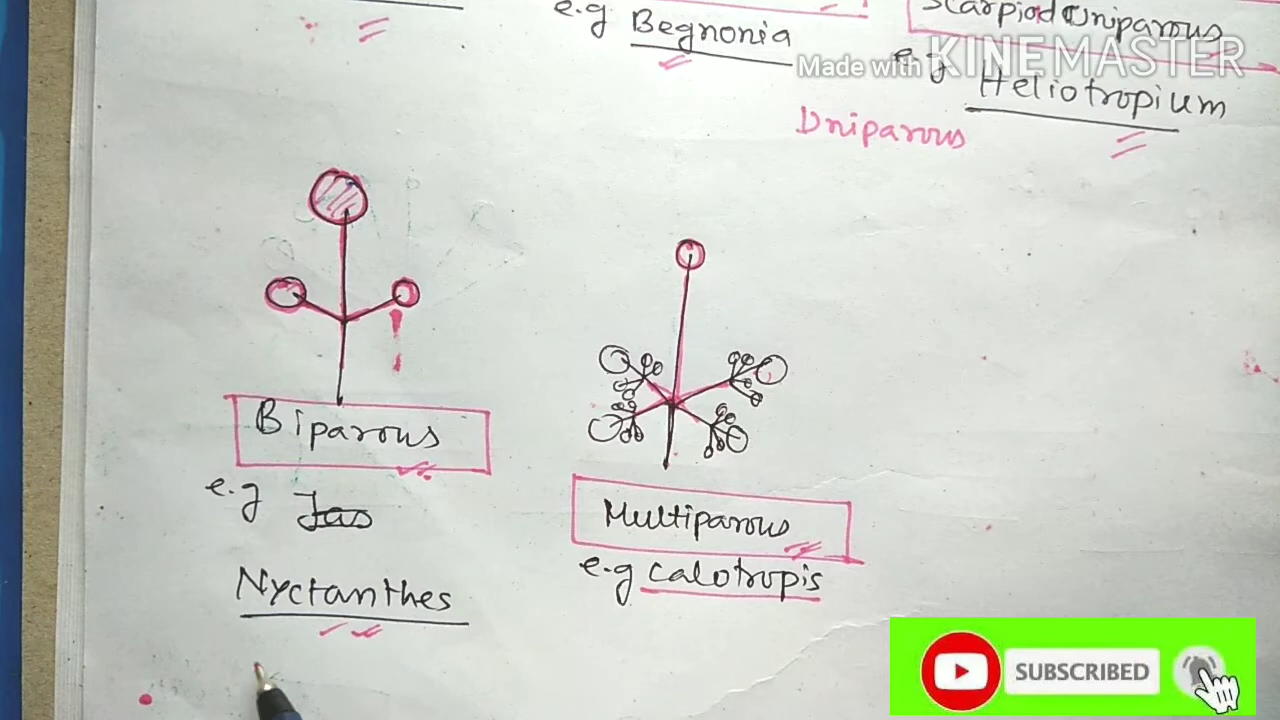 e.g Begnonia
Scarpiod Uniparous
e.g Heliotropium
Made with KINEMASTER
Uniparous
Biparous
e.g Jas
Nyctanthes
Multiparous
e.g Calotropis
SUBSCRIBED